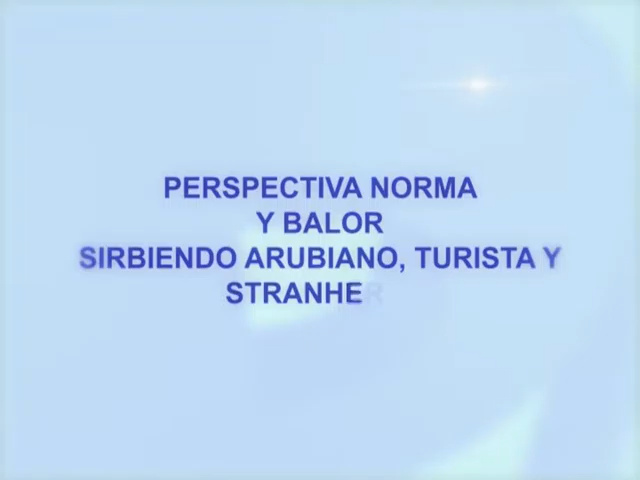 PERSPECTIVA NORMA
Y BALOR
SIRBIENDO ARUBIANO, TURISTA Y
STRANHER